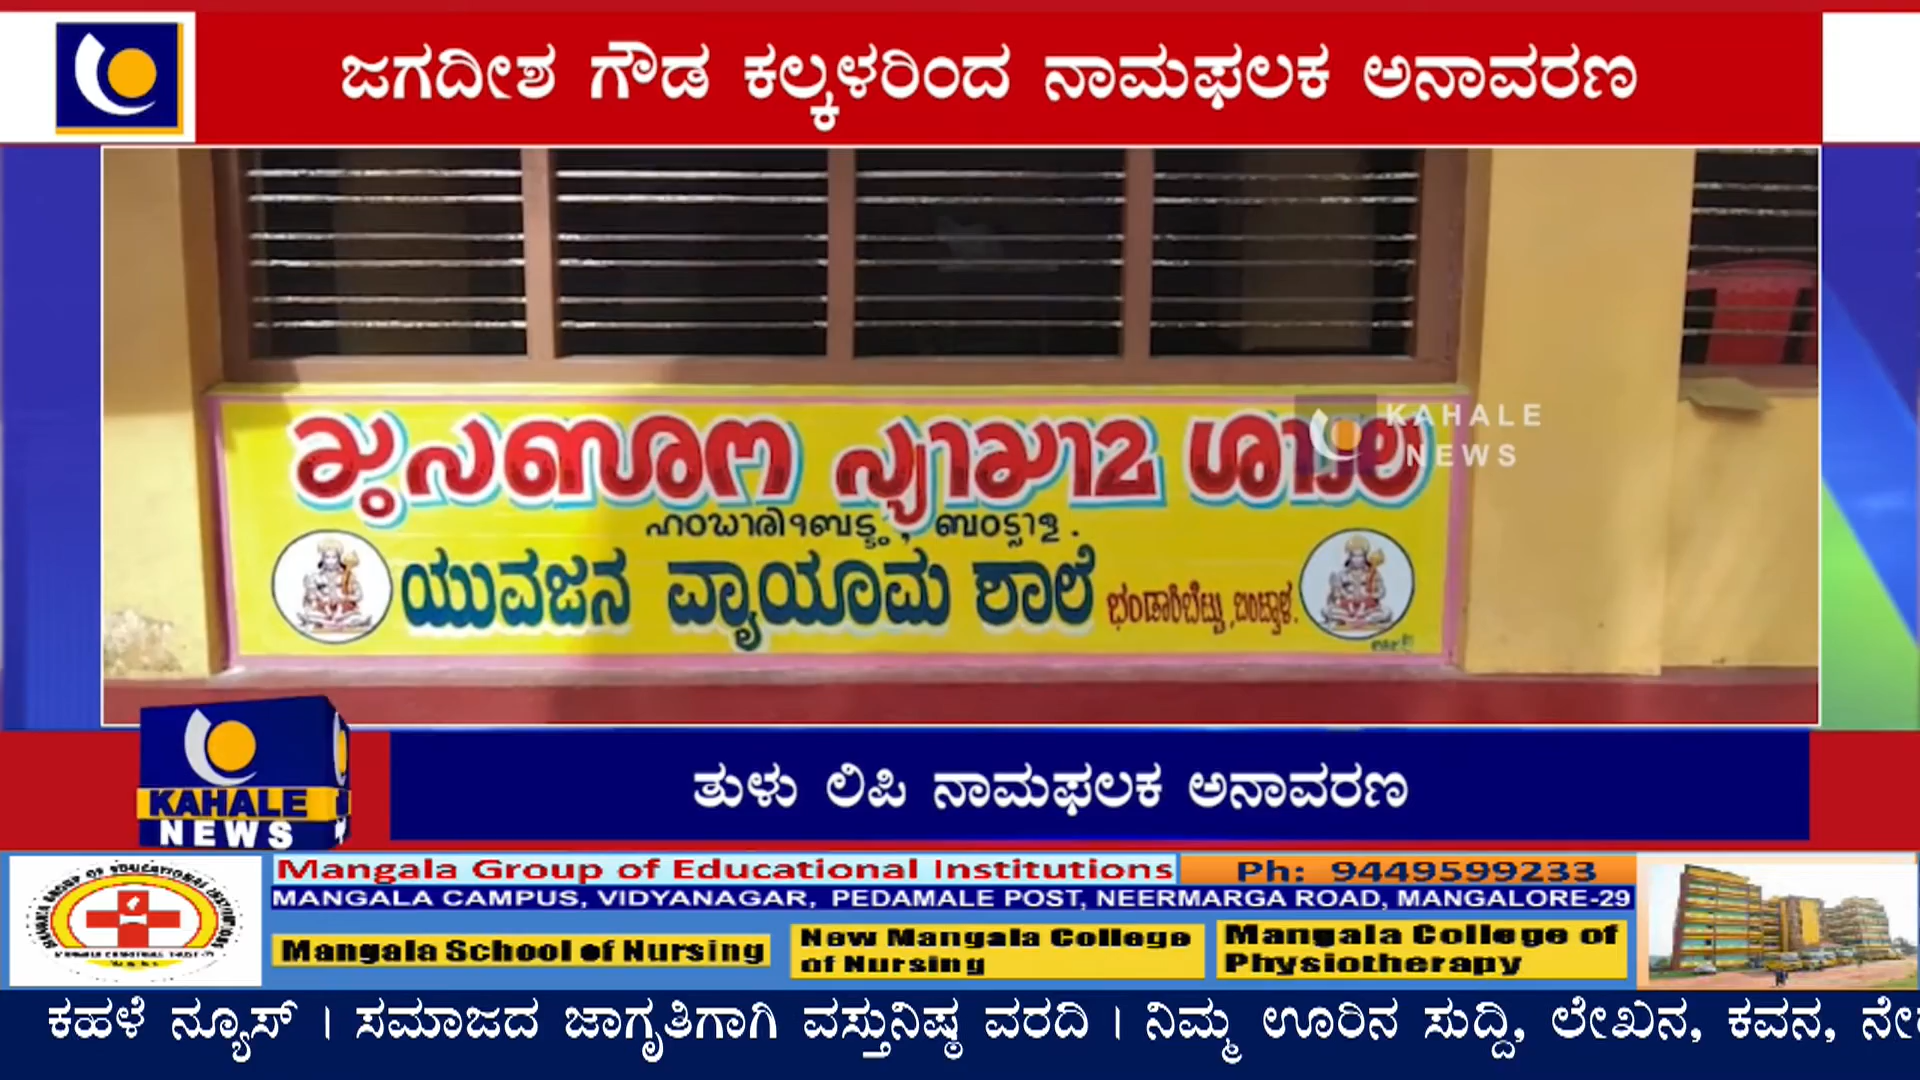 ಜಗದೀಶ ಗೌಡ ಕಲ್ಕಳರಿಂದ ನಾಮಫಲಕ ಅನಾವರಣ
KAHALE
NEWS
ಯುವಜನ ವ್ಯಾಯಾಮ ಶಾಲೆ ಭಂಡಾರಿಬೆಟ್ಟು, ಬಂಟ್ವಾಳ.
ತುಳು ಲಿಪಿ ನಾಮಫಲಕ ಅನಾವರಣ
KAHALE
NEWS
Mangala Group of Educational Institutions Ph: 9449599233
MANGALA CAMPUS, VIDYANAGAR, PEDAMALE POST, NEERMARGA ROAD, MANGALORE-29
Mangala School of Nursing
New Mangala College
of Nursing
Mangala College of
Physiotherapy
ಕಹಳೆ ನ್ಯೂಸ್ । ಸಮಾಜದ ಜಾಗೃತಿಗಾಗಿ ವಸ್ತುನಿಷ್ಠ ವರದಿ । ನಿಮ್ಮ ಊರಿನ ಸುದ್ದಿ, ಲೇಖನ, ಕವನ,